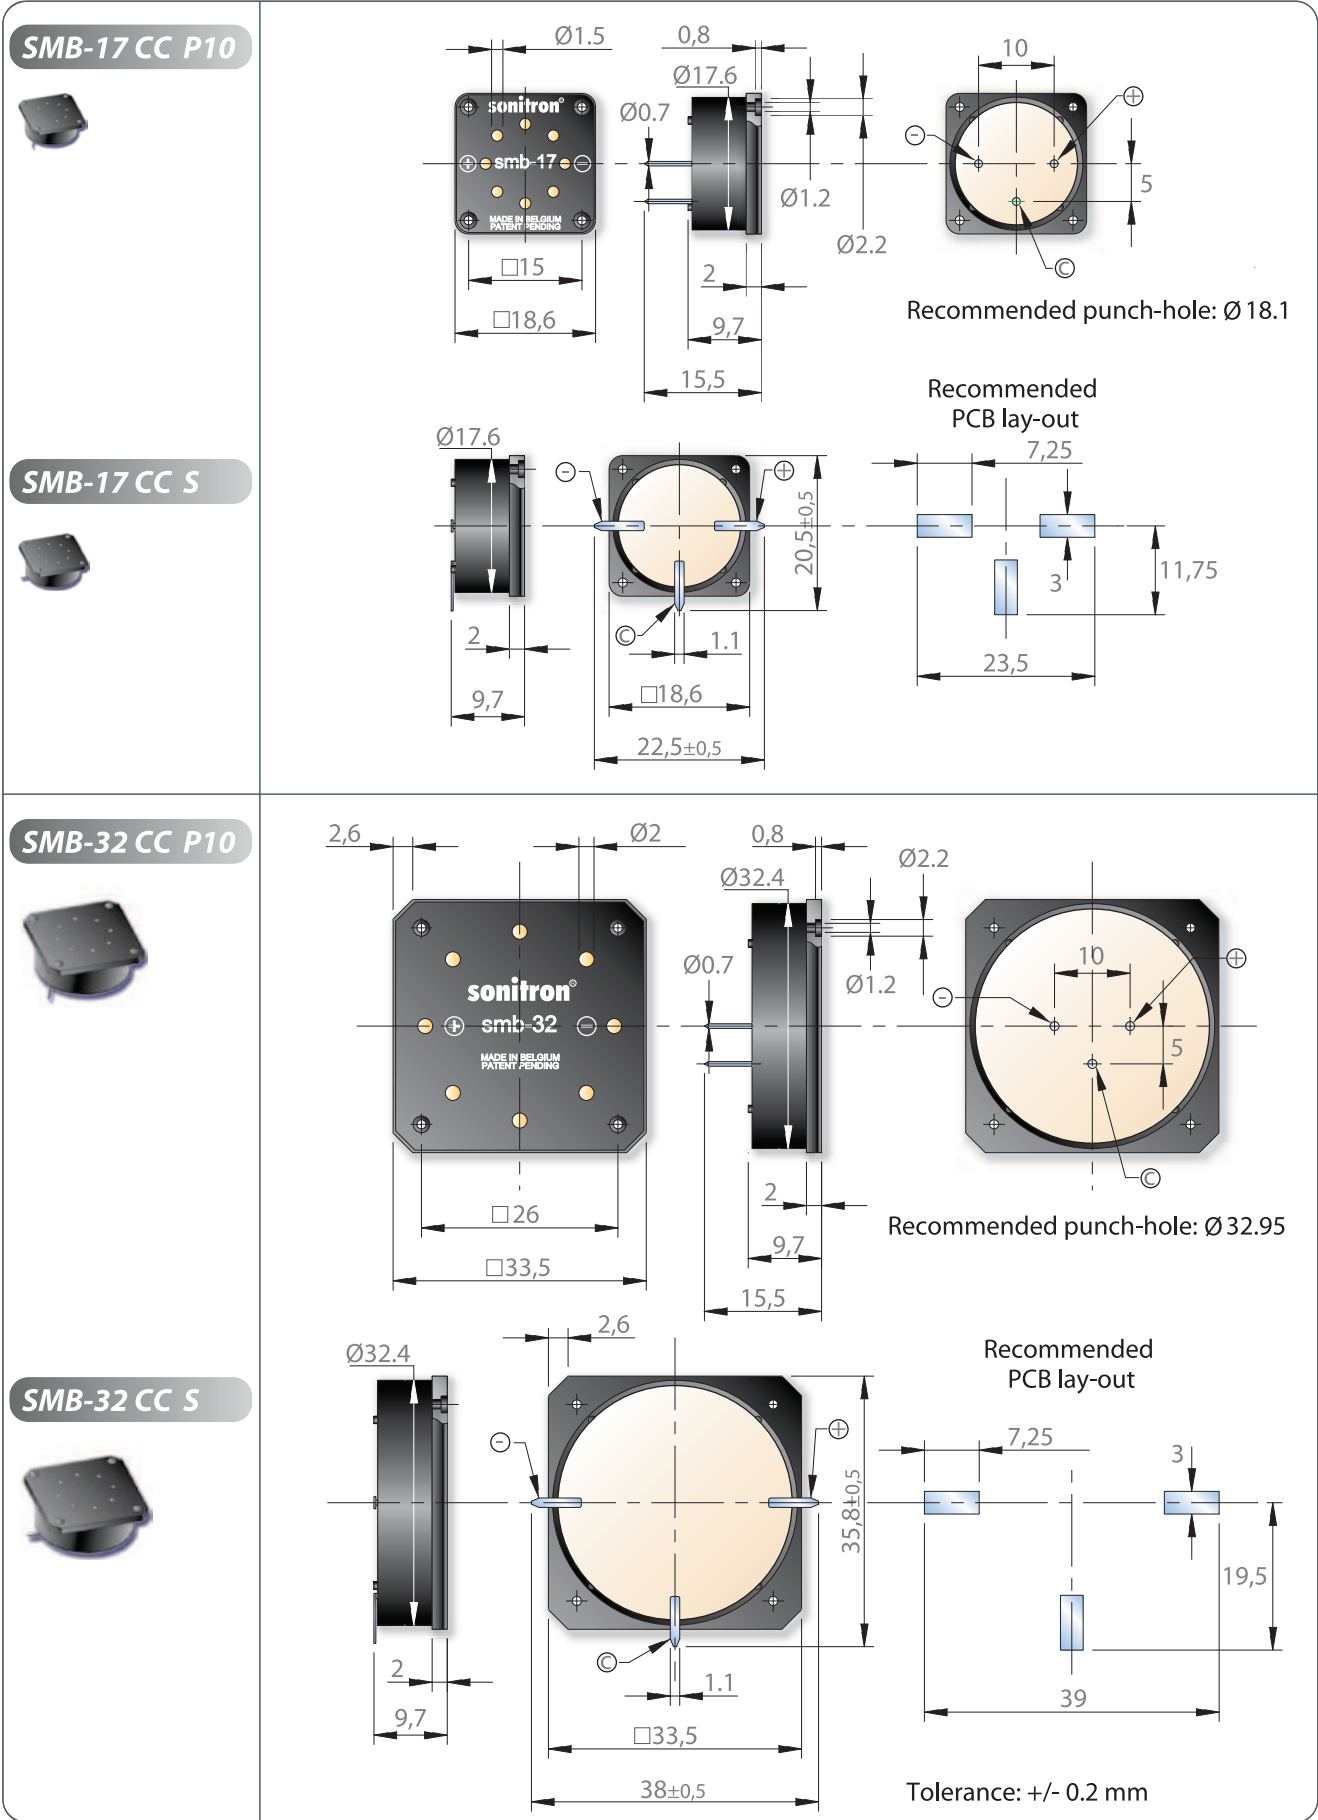 SMB-17 CC P10
Ø1.5
0,8
10
Ø17.6
Ø0.7
sonitron®
smb-17
MADE IN BELGIUM
PATENT PENDING
Ø1.2
Ø2.2
5
©
□15
2
□18,6
9,7
15,5
Recommended punch-hole: Ø 18.1
SMB-17 CC S
Ø17.6
20,5±0,5
©
1.1
2
9,7
□18,6
22,5±0,5
Recommended
PCB lay-out
7,25
3
11,75
23,5
SMB-32 CC P10
2,6
Ø2
0,8
Ø2.2
Ø32.4
Ø0.7
Ø1.2
10
sonitron®
smb-32
MADE IN BELGIUM
PATENT PENDING
5
©
2
□26
9,7
□33,5
15,5
Recommended punch-hole: Ø 32.95
SMB-32 CC S
2,6
Ø32.4
35,8±0,5
©
2
1.1
9,7
□33,5
38±0,5
Recommended
PCB lay-out
7,25
3
19,5
39
Tolerance: +/- 0.2 mm